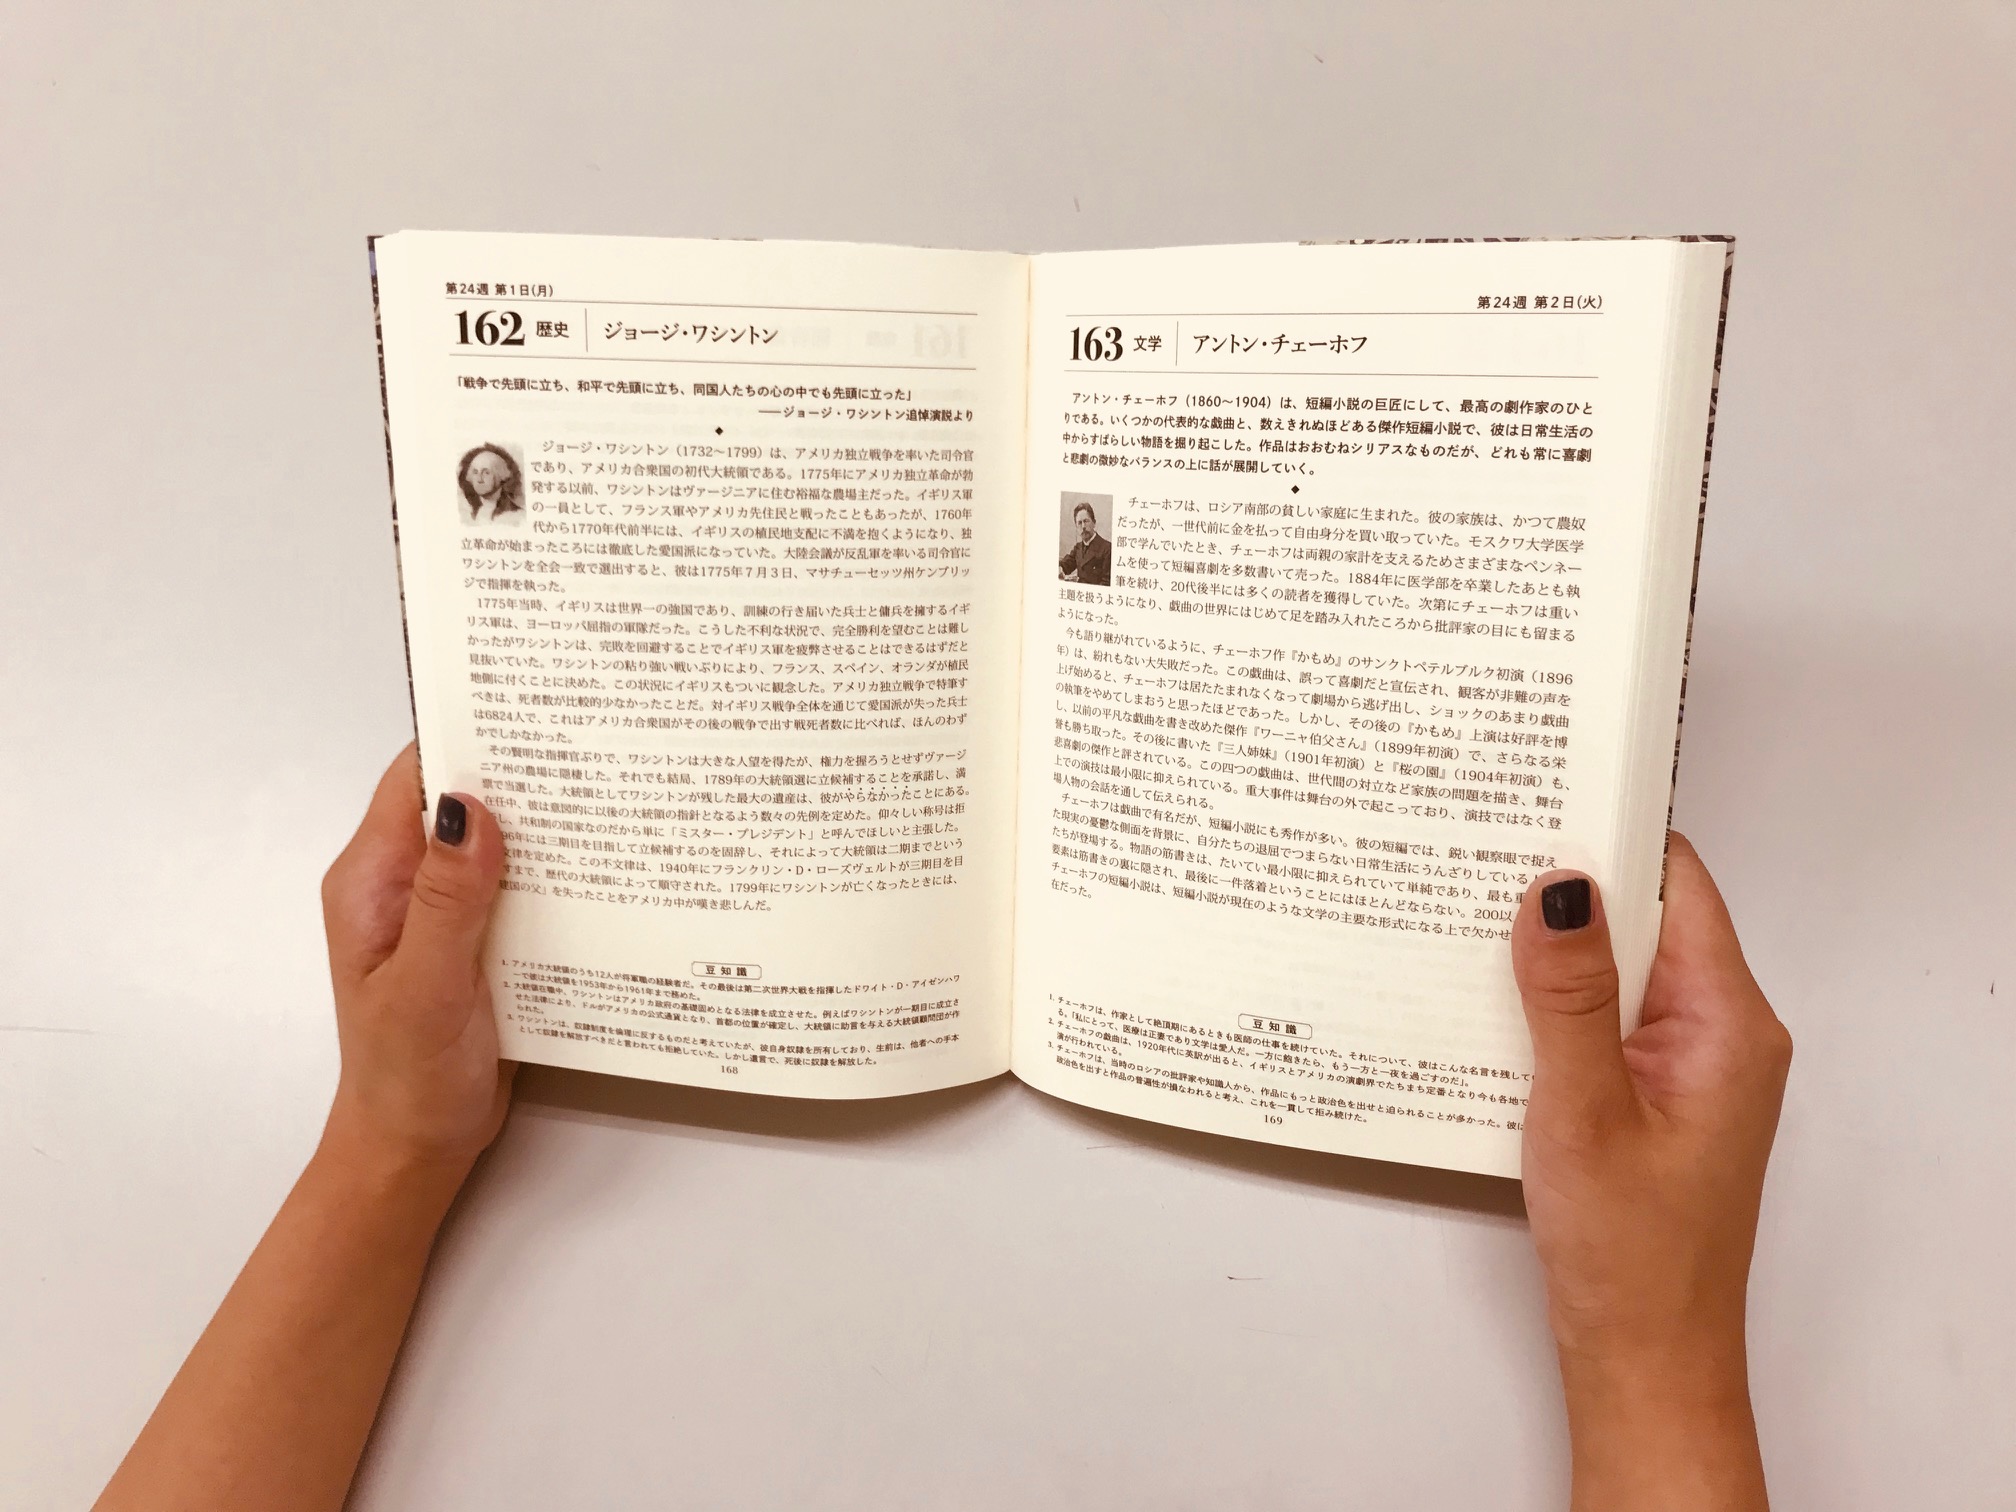 第24週 第1日(月)
162 歴史 ジョージ・ワシントン
「戦争で先頭に立ち、和平で先頭に立ち、同国人たちの心の中でも先頭に立った」
――ジョージ・ワシントン追悼演説より
◆
ジョージ・ワシントン(1732〜1799)は、アメリカ独立戦争を率いた司令官
であり、アメリカ合衆国の初代大統領である。1775年にアメリカ独立革命が勃
発する以前、ワシントンはヴァージニアに住む裕福な農場主だった。イギリス軍
の一員として、フランス軍やアメリカ先住民と戦ったこともあったが、1760年
代から1770年代前半には、イギリスの植民地支配に不満を抱くようになり、独
立革命が始まったころには徹底した愛国派になっていた。大陸会議が反乱軍を率いる司令官に
ワシントンを全会一致で選出すると、彼は1775年7月3日、マサチューセッツ州ケンブリッ
ジで指揮を執った。
1775年当時、イギリスは世界一の強国であり、訓練の行き届いた兵士と傭兵を擁するイギ
リス軍は、ヨーロッパ屈指の軍隊だった。こうした不利な状況で、完全勝利を望むことは難し
かったがワシントンは、完敗を回避することでイギリス軍を疲弊させることはできるはずだと
見抜いていた。ワシントンの粘り強い戦いぶりにより、フランス、スペイン、オランダが植民
地側に付くことに決めた。この状況にイギリスもついに観念した。アメリカ独立戦争で特筆す
べきは、死者数が比較的少なかったことだ。対イギリス戦争全体を通じて愛国派が失った兵士
は6824人で、これはアメリカ合衆国がその後の戦争で出す戦死者数に比べれば、ほんのわず
かでしかなかった。
その賢明な指揮官ぶりで、ワシントンは大きな人望を得たが、権力を握ろうとせずヴァージ
ニア州の農場に隠棲した。それでも結局、1789年の大統領選に立候補することを承諾し、満
票で当選した。大統領としてワシントンが残した最大の遺産は、彼がやらなかったことにある。
在任中、彼は意図的に以後の大統領の指針となるよう数々の先例を定めた。仰々しい称号は拒
し、共和制の国家なのだから単に「ミスター・プレジデント」と呼んでほしいと主張した。
96年には三期目を目指して立候補するのを固辞し、それによって大統領は二期までという
文律を定めた。この不文律は、1940年にフランクリン・D・ローズヴェルトが三期目を目
すまで、歴代の大統領によって順守された。1799年にワシントンが亡くなったときには、
建国の父」を失ったことをアメリカ中が嘆き悲しんだ。
豆知識
1. アメリカ大統領のうち12人が将軍職の経験者だ。その最後は第二次世界大戦を指揮したドワイト・D・アイゼンハワ
ーで彼は大統領を1953年から1961年まで務めた。
2. 大統領在職中、ワシントンはアメリカ政府の基礎固めとなる法律を成立させた。例えばワシントンが一期目に成立さ
せた法律により、ドルがアメリカの公式通貨となり、首都の位置が確定し、大統領に助言を与える大統領顧問団が作
られた。
3. ワシントンは、奴隷制度を倫理に反するものだと考えていたが、彼自身奴隷を所有しており、生前は、他者への手本
として奴隷を解放すべきだと言われても拒絶していた。しかし遺言で、死後に奴隷を解放した。
168
第24週 第2日(火)
163 文学 アントン・チェーホフ
アントン・チェーホフ(1860〜1904)は、短編小説の巨匠にして、最高の劇作家のひと
りである。いくつかの代表的な戯曲と、数えきれぬほどある傑作短編小説で、彼は日常生活の
中からすばらしい物語を掘り起こした。作品はおおむねシリアスなものだが、どれも常に喜劇
と悲劇の微妙なバランスの上に話が展開していく。
◆
チェーホフは、ロシア南部の貧しい家庭に生まれた。彼の家族は、かつて農奴
だったが、一世代前に金を払って自由身分を買い取っていた。モスクワ大学医学
部で学んでいたとき、チェーホフは両親の家計を支えるためさまざまなペンネー
ムを使って短編喜劇を多数書いて売った。1884年に医学部を卒業したあとも執
筆を続け、20代後半には多くの読者を獲得していた。次第にチェーホフは重い
主題を扱うようになり、戯曲の世界にはじめて足を踏み入れたころから批評家の目にも留まる
ようになった。
今も語り継がれているように、チェーホフ作『かもめ』のサンクトペテルブルク初演(1896
年)は、紛れもない大失敗だった。この戯曲は、誤って喜劇だと宣伝され、観客が非難の声を
上げ始めると、チェーホフは居たたまれなくなって劇場から逃げ出し、ショックのあまり戯曲
の執筆をやめてしまおうと思ったほどであった。しかし、その後の『かもめ』上演は好評を博
し、以前の平凡な戯曲を書き改めた傑作『ワーニャ伯父さん』(1899年初演)で、さらなる栄
誉も勝ち取った。その後に書いた『三人姉妹』(1901年初演)と『桜の園』(1904年初演)も、
悲喜劇の傑作と評されている。この四つの戯曲は、世代間の対立など家族の問題を描き、舞台
上での演技は最小限に抑えられている。重大事件は舞台の外で起こっており、演技ではなく登
場人物の会話を通して伝えられる。
チェーホフは戯曲で有名だが、短編小説にも秀作が多い。彼の短編では、鋭い観察眼で捉え
た現実の憂鬱な側面を背景に、自分たちの退屈でつまらない日常生活にうんざりしている
たちが登場する。物語の筋書きは、たいてい最小限に抑えられていて単純であり、最も重
要素は筋書きの裏に隠され、最後に一件落着ということにはほとんどならない。200以
チェーホフの短編小説は、短編小説が現在のような文学の主要な形式になる上で欠かせ
在だった。
豆知識
1. チェーホフは、作家として絶頂期にあるときも医師の仕事を続けていた。それについて、彼はこんな名言を残して
る。「私にとって、医療は正妻であり文学は愛人だ。一方に飽きたら、もう一方と一夜を過ごすのだ」。
2. チェーホフの戯曲は、1920年代に英訳が出ると、イギリスとアメリカの演劇界でたちまち定番となり今も各地で
演が行われている。
3. チェーホフは、当時のロシアの批評家や知識人から、作品にもっと政治色を出せと迫られることが多かった。彼は
政治色を出すと作品の普遍性が損なわれると考え、これを一貫して拒み続けた。
169